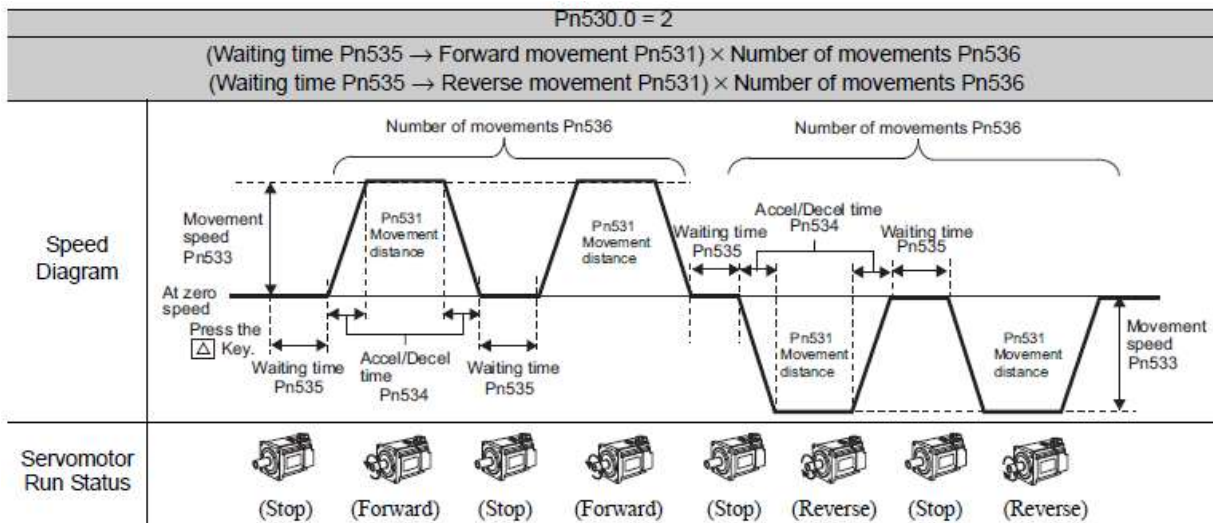 Pn530.0 = 2
(Waiting time Pn535 → Forward movement Pn531) × Number of movements Pn536
(Waiting time Pn535 → Reverse movement Pn531) × Number of movements Pn536
Speed
Diagram
Number of movements Pn536
Number of movements Pn536
Movement
speed
Pn533
Pn531
Movement
distance
Pn531
Movement
distance
Waiting time
Pn535
Accel/Decel time
Pn534
Waiting time
Pn535
At zero
speed
Press the
△ Key.
Waiting time
Pn535
Accel/Decel
time
Pn534
Waiting time
Pn535
Pn531
Movement
distance
Pn531
Movement
distance
Movement
speed
Pn533
Servomotor
Run Status
(Stop) (Forward) (Stop) (Forward) (Stop) (Reverse) (Stop) (Reverse)